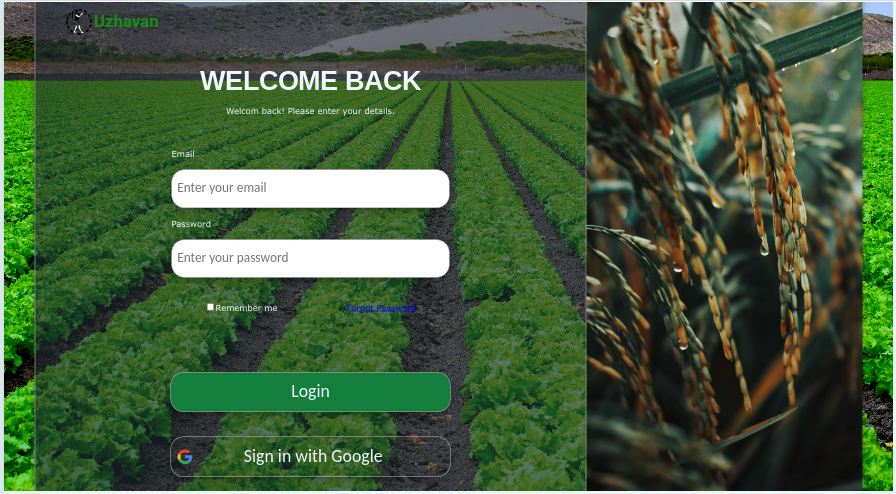 Uzhavan
WELCOME BACK
Welcom back! Please enter your details.
Email
Enter your email
Password
Enter your password
Remember me Forgot Password
Login
Sign in with Google